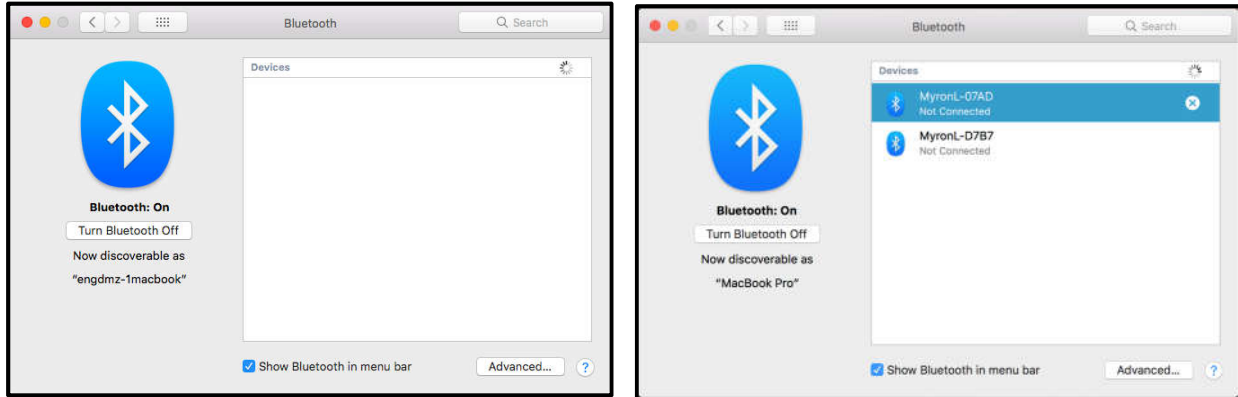 Bluetooth
Search
Devices
Bluetooth: On
Turn Bluetooth Off
Now discoverable as
“engdmz-1macbook”
Show Bluetooth in menu bar
Advanced...
?
Bluetooth
Search
Devices
MyronL-07AD
Not Connected
MyronL-D7B7
Not Connected
Bluetooth: On
Turn Bluetooth Off
Now discoverable as
“MacBook Pro”
Show Bluetooth in menu bar
Advanced...
?